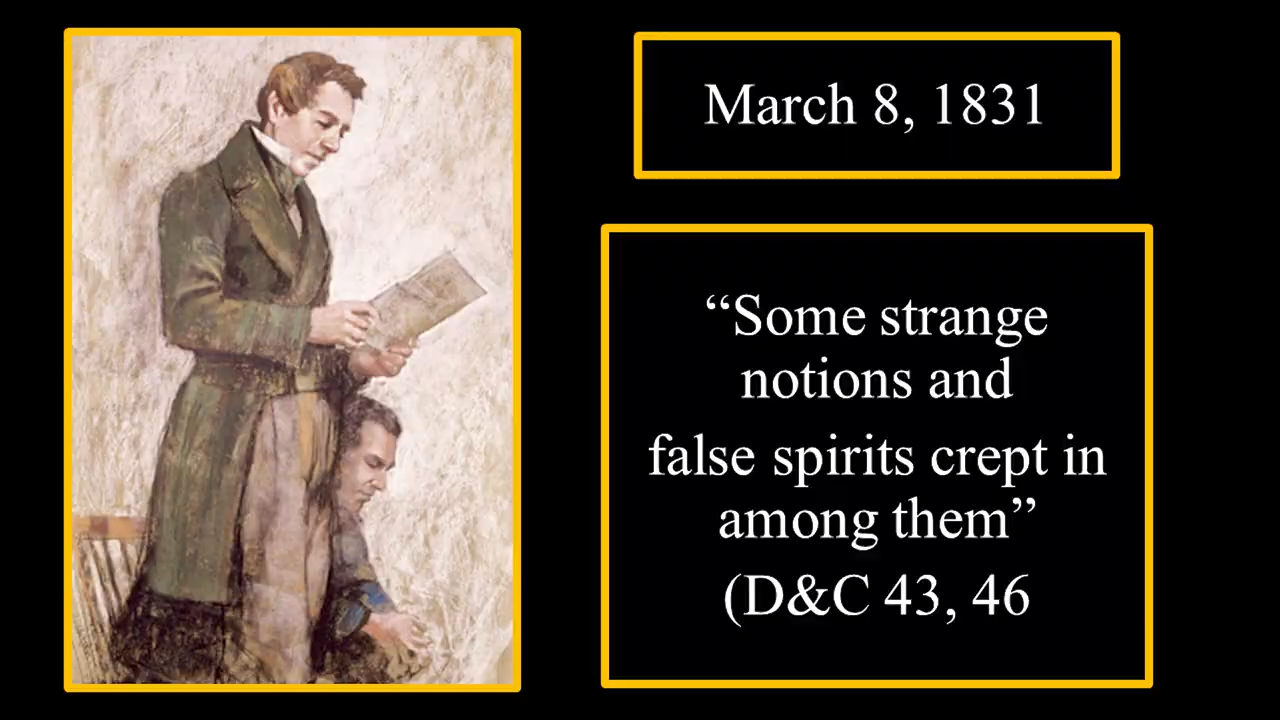 March 8, 1831
“Some strange
notions and
false spirits crept in
among them”
(D&C 43, 46